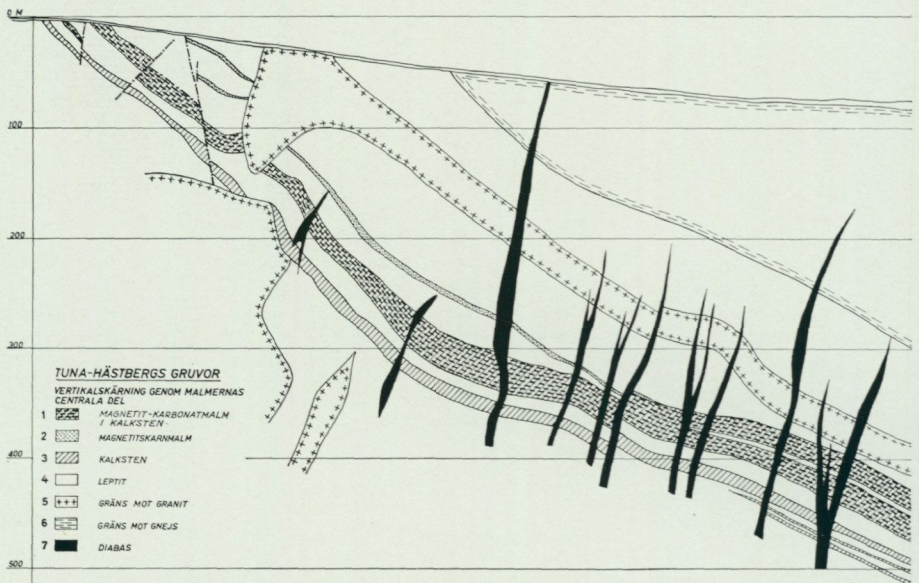 0 M
100
200
300
400
500
TUNA-HÄSTBERGS GRUVOR
VERTIKALSKÄRNING GENOM MALMERNAS
CENTRALA DEL
1 MAGNETIT-KARBONATMALM
I KALKSTEN
2 MAGNETITSKARNMALM
3 KALKSTEN
4 LEPTIT
5 GRÄNS MOT GRANIT
6 GRÄNS MOT GNEJS
7 DIABAS